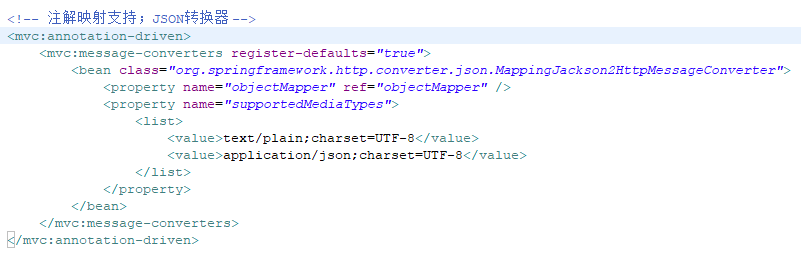 <!-- 注解映射支持；JSON转换器 -->
<mvc:annotation-driven>
<mvc:message-converters register-defaults="true">
<bean class="org.springframework.http.converter.json.MappingJackson2HttpMessageConverter">
<property name="objectMapper" ref="objectMapper" />
<property name="supportedMediaTypes">
<list>
<value>text/plain;charset=UTF-8</value>
<value>application/json;charset=UTF-8</value>
</list>
</property>
</bean>
</mvc:message-converters>
</mvc:annotation-driven>